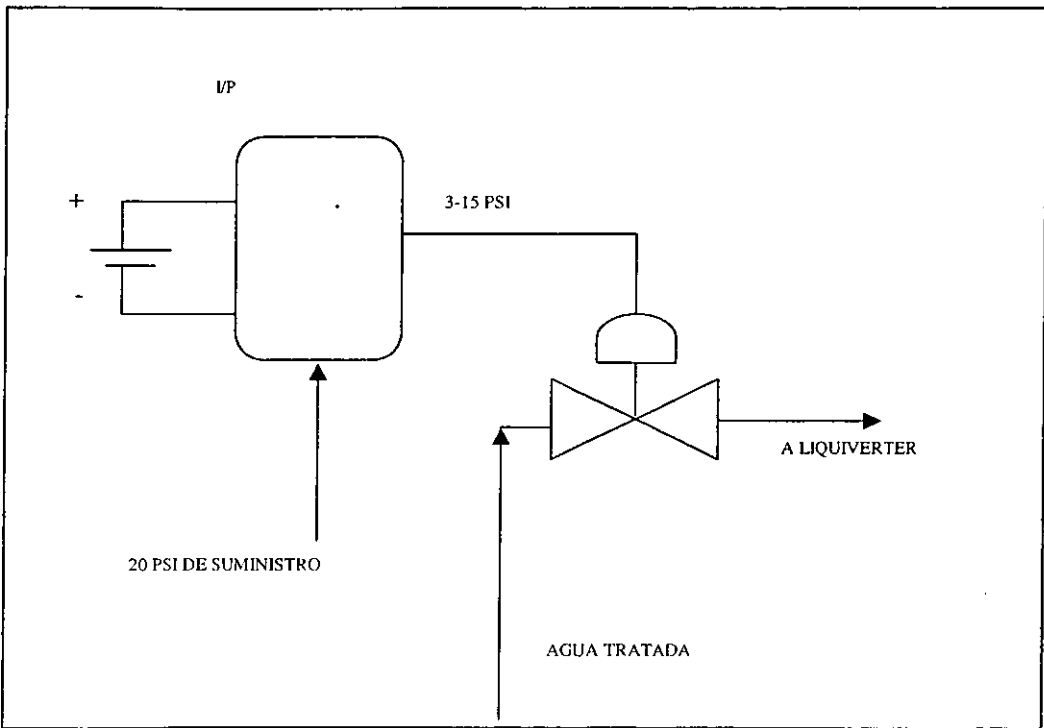 I/P
+
3-15 PSI
-
A LIQUIVERTER
20 PSI DE SUMINISTRO
AGUA TRATADA